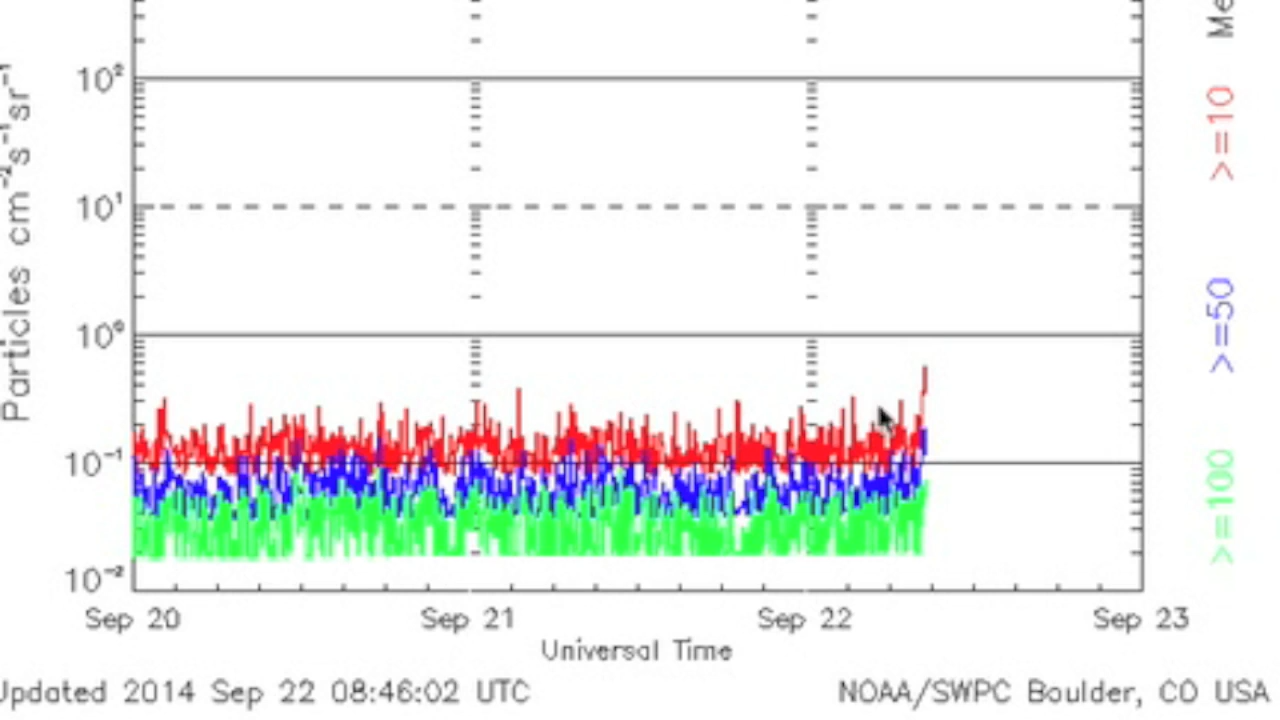 Particles cm⁻²s⁻¹sr⁻¹
10²
10¹
10⁰
10⁻¹
10⁻²
Sep 20 Sep 21 Sep 22 Sep 23
Universal Time
Updated 2014 Sep 22 08:46:02 UTC
NOAA/SWPC Boulder, CO USA
>=10
>=50
>=100